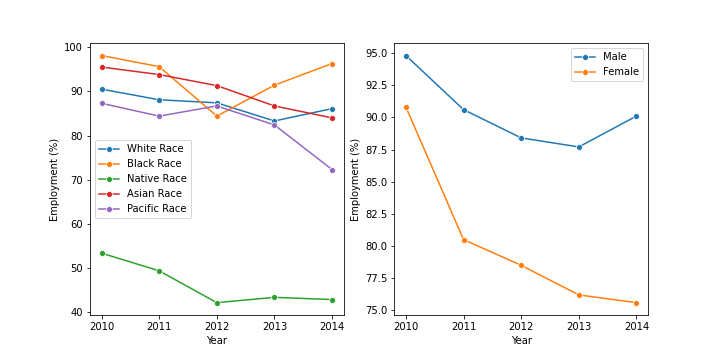 100
90
80
70
60
50
40
Employment (%)
White Race
Black Race
Native Race
Asian Race
Pacific Race
2010 2011 2012 2013 2014
Year
95.0
92.5
90.0
87.5
85.0
82.5
80.0
77.5
75.0
Employment (%)
Male
Female
2010 2011 2012 2013 2014
Year